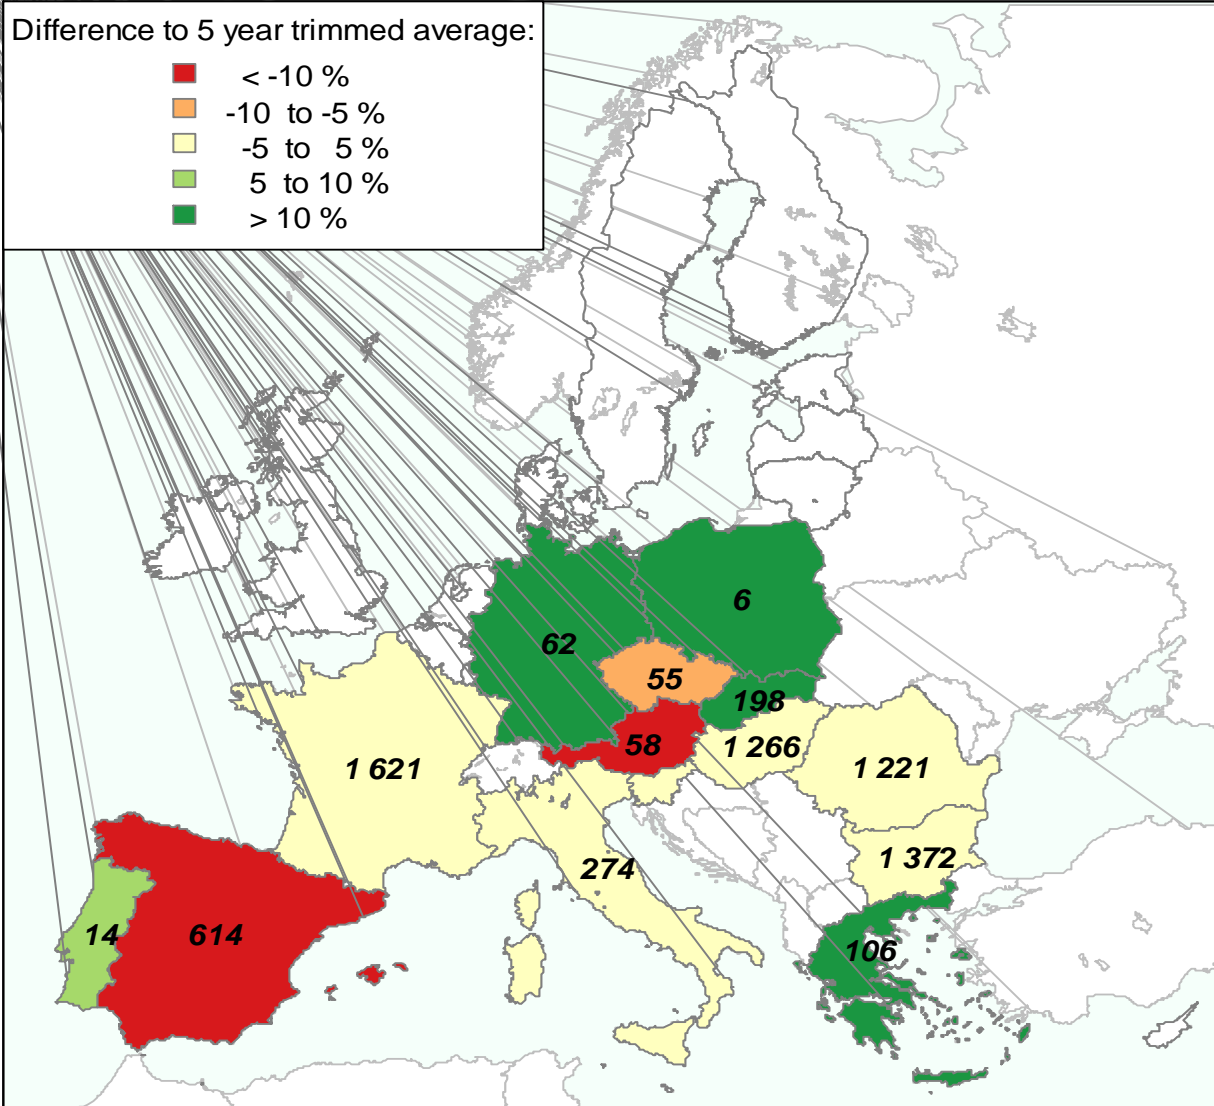 Difference to 5 year trimmed average:
< -10 %
-10 to -5 %
-5 to 5 %
5 to 10 %
> 10 %
6
62
55
198
58
1 266
1 621
1 221
1 372
274
14
614
106